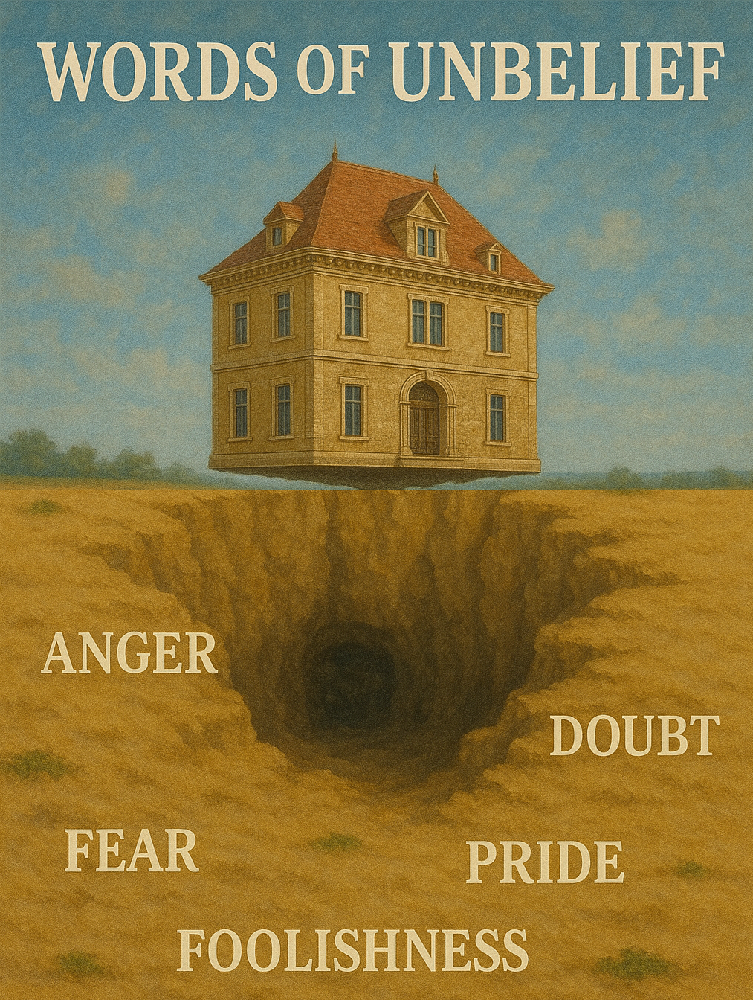 WORDS OF UNBELIEF
ANGER
DOUBT
FEAR
PRIDE
FOOLISHNESS